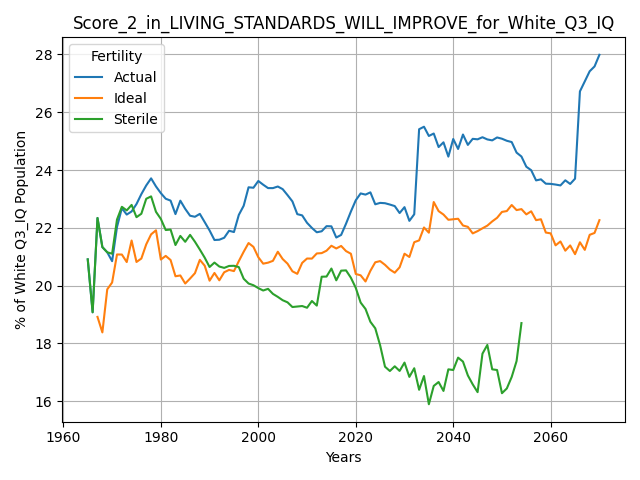 Score_2_in_LIVING_STANDARDS_WILL_IMPROVE_for_White_Q3_IQ
Fertility
Actual
Ideal
Sterile
% of White Q3_IQ Population
28
26
24
22
20
18
16
1960
1980
2000
2020
2040
2060
Years